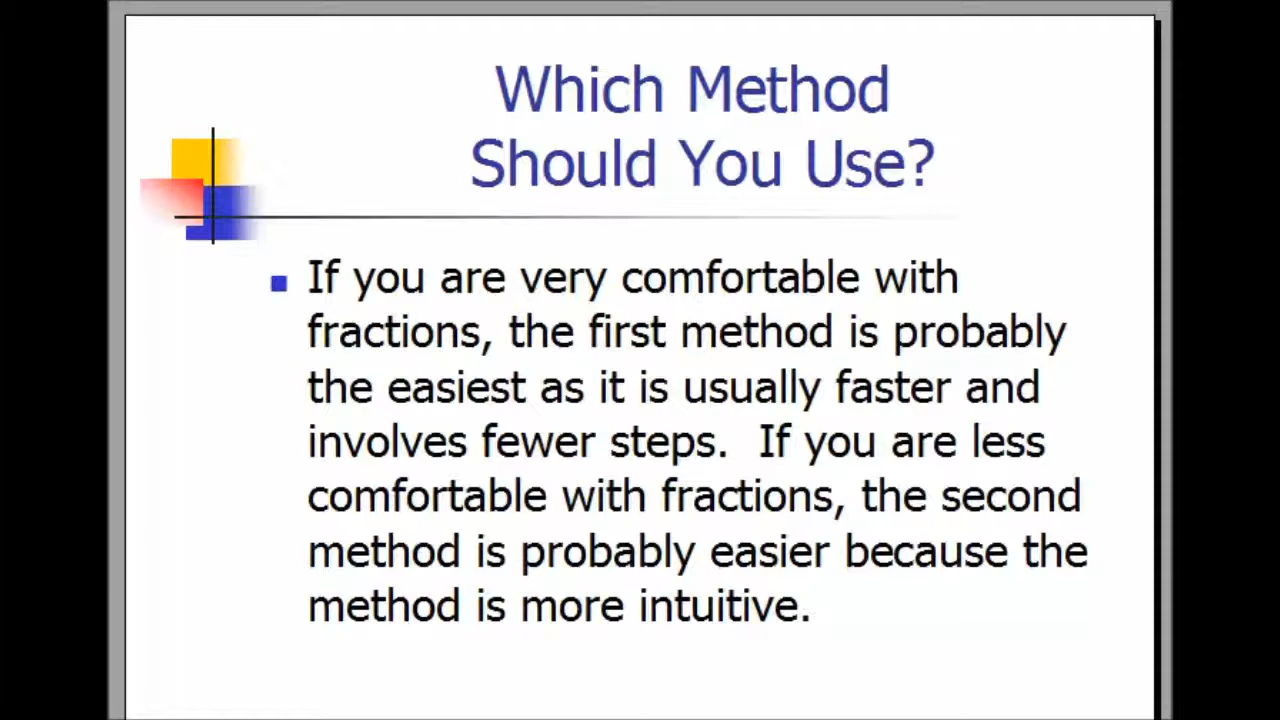 Which Method
Should You Use?
If you are very comfortable with
fractions, the first method is probably
the easiest as it is usually faster and
involves fewer steps.  If you are less
comfortable with fractions, the second
method is probably easier because the
method is more intuitive.